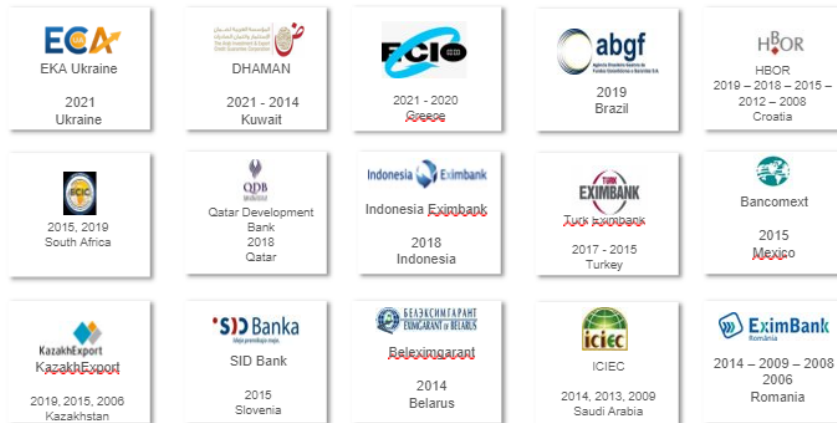 ECA
UA
EKA Ukraine
2021
Ukraine
DHAMAN
2021 - 2014
Kuwait
ECIO
2021 - 2020
Greece
abgf
2019
Brazil
HBOR
HBOR
2019 – 2018 – 2015 –
2012 – 2008
Croatia
ECIC
2015, 2019
South Africa
QDB
Qatar Development
Bank
2018
Qatar
Indonesia Eximbank
Indonesia Eximbank
2018
Indonesia
TURK
EXIMBANK
Turk Eximbank
2017 - 2015
Turkey
Bancomext
2015
Mexico
KazakhExport
KazakhExport
2019, 2015, 2006
Kazakhstan
SID Banka
SID Bank
2015
Slovenia
БЕЛЭКСИМГАРАНТ
EXIMGARANT OF BELARUS
Beleximgarant
2014
Belarus
iciec
ICIEC
2014, 2013, 2009
Saudi Arabia
EximBank
România
2014 – 2009 – 2008
2006
Romania